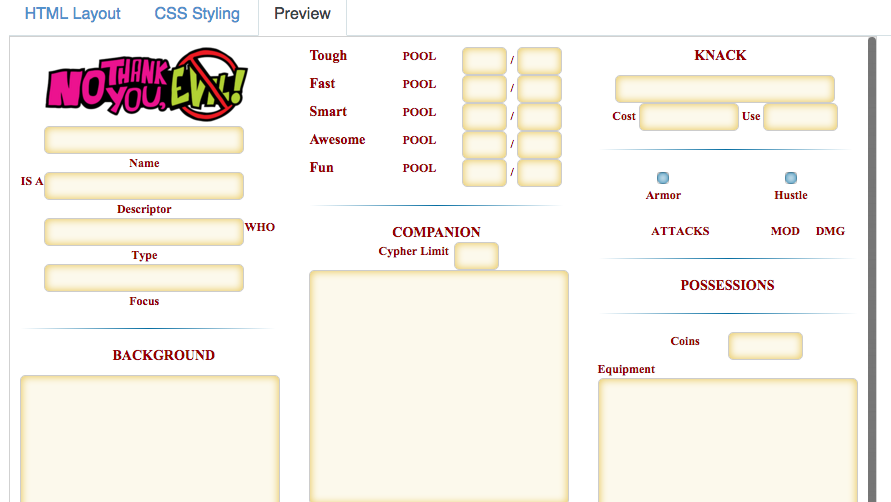 HTML Layout CSS Styling Preview
NO THANK YOU, EVIL!
Name
IS A
Descriptor
WHO
Type
Focus
BACKGROUND
Tough POOL /
Fast POOL /
Smart POOL /
Awesome POOL /
Fun POOL /
COMPANION
Cypher Limit
KNACK
Cost Use
Armor Hustle
ATTACKS MOD DMG
POSSESSIONS
Coins
Equipment